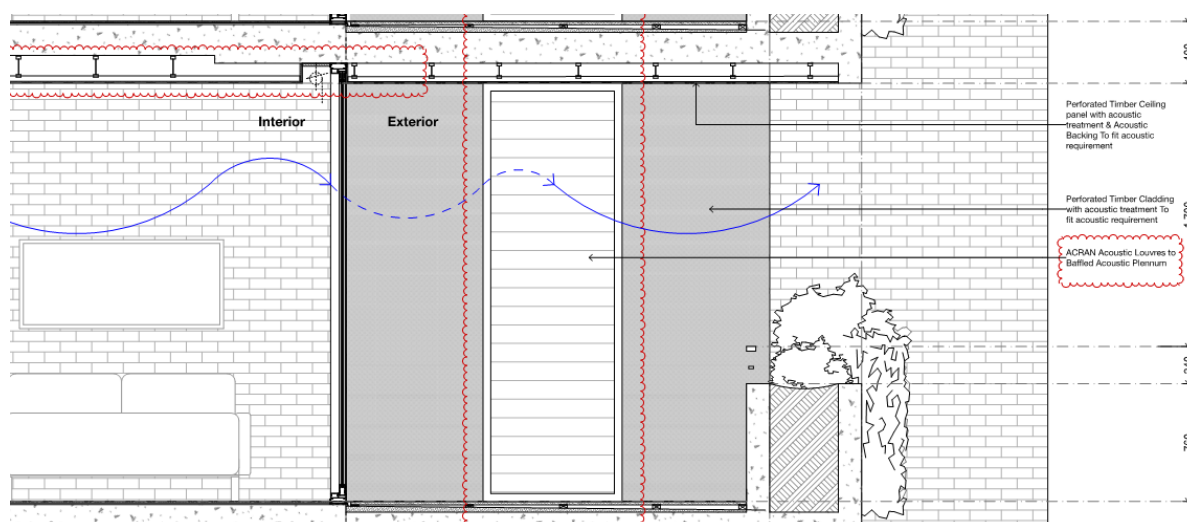 Interior
Exterior
Perforated Timber Ceiling
panel with acoustic
treatment & Acoustic
Backing To fit acoustic
requirement
Perforated Timber Cladding
with acoustic treatment To
fit acoustic requirement
ACRAN Acoustic Louvres to
Baffled Acoustic Plennum